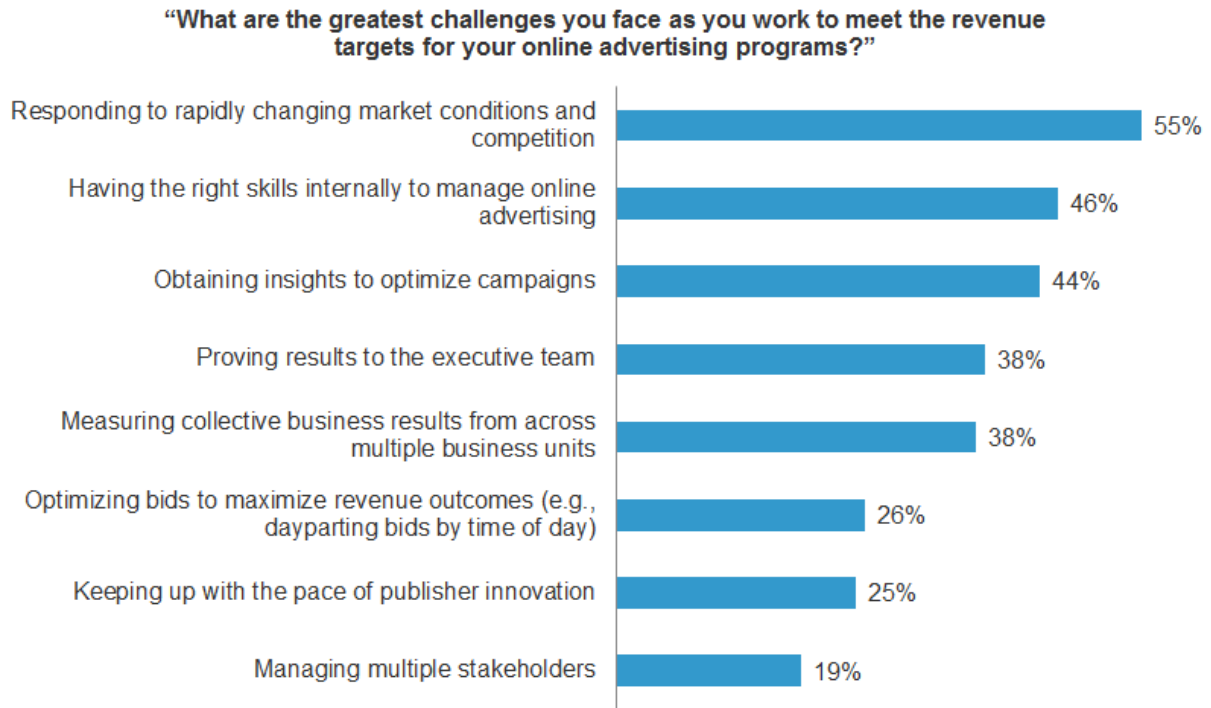 “What are the greatest challenges you face as you work to meet the revenue
targets for your online advertising programs?”
Responding to rapidly changing market conditions and
competition
55%
Having the right skills internally to manage online
advertising
46%
Obtaining insights to optimize campaigns
44%
Proving results to the executive team
38%
Measuring collective business results from across
multiple business units
38%
Optimizing bids to maximize revenue outcomes (e.g.,
dayparting bids by time of day)
26%
Keeping up with the pace of publisher innovation
25%
Managing multiple stakeholders
19%